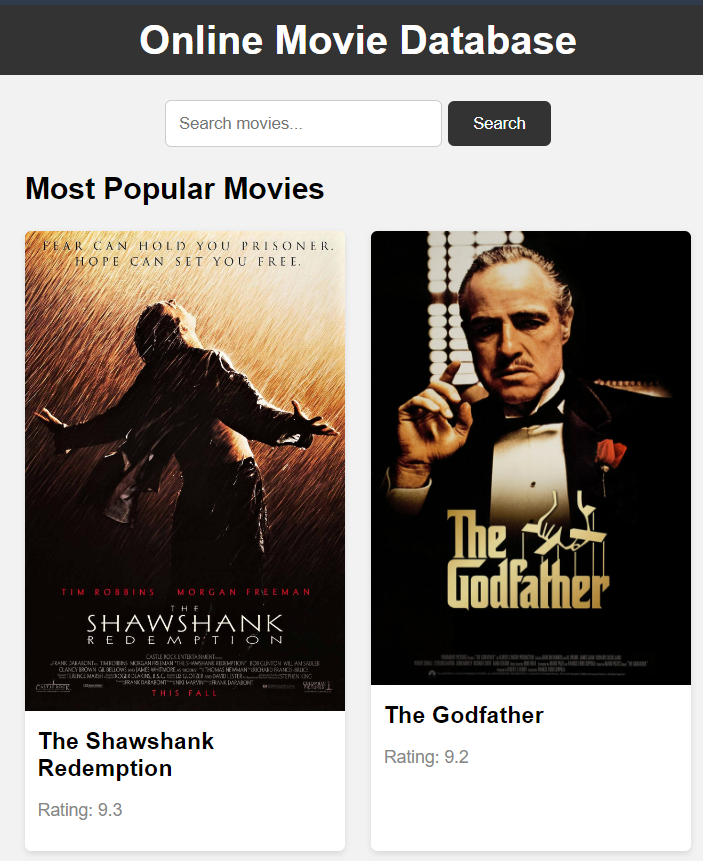 Online Movie Database
Search movies...
Search
Most Popular Movies
FEAR CAN HOLD YOU PRISONER.
HOPE CAN SET YOU FREE.
TIM ROBBINS MORGAN FREEMAN
THE
SHAWSHANK
REDEMPTION
THIS FALL
The Shawshank
Redemption
Rating: 9.3
The
Godfather
The Godfather
Rating: 9.2